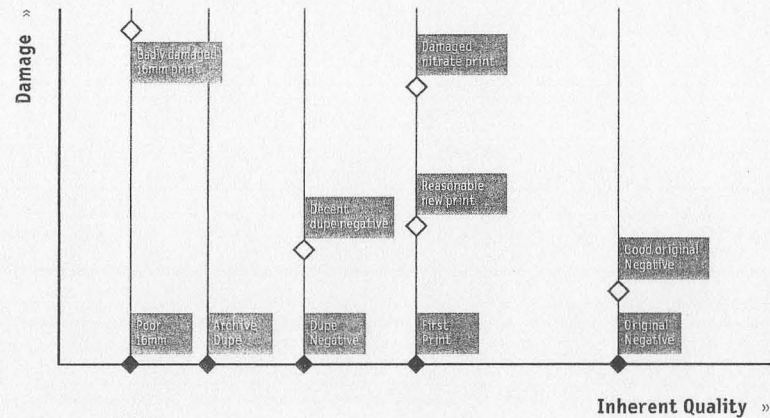 Damage »
Badly damaged
16mm print
Damaged
nitrate print
Reasonable
new print
Decent
dupe negative
Good original
Negative
Poor
16mm
Archive
Dupe
Dupe
Negative
First
Print
Original
Negative
Inherent Quality »